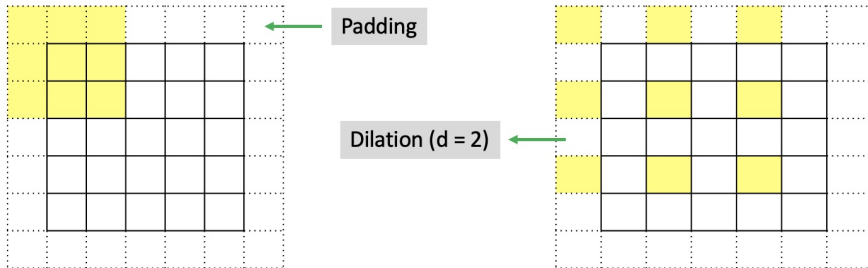 Padding
Dilation (d = 2)